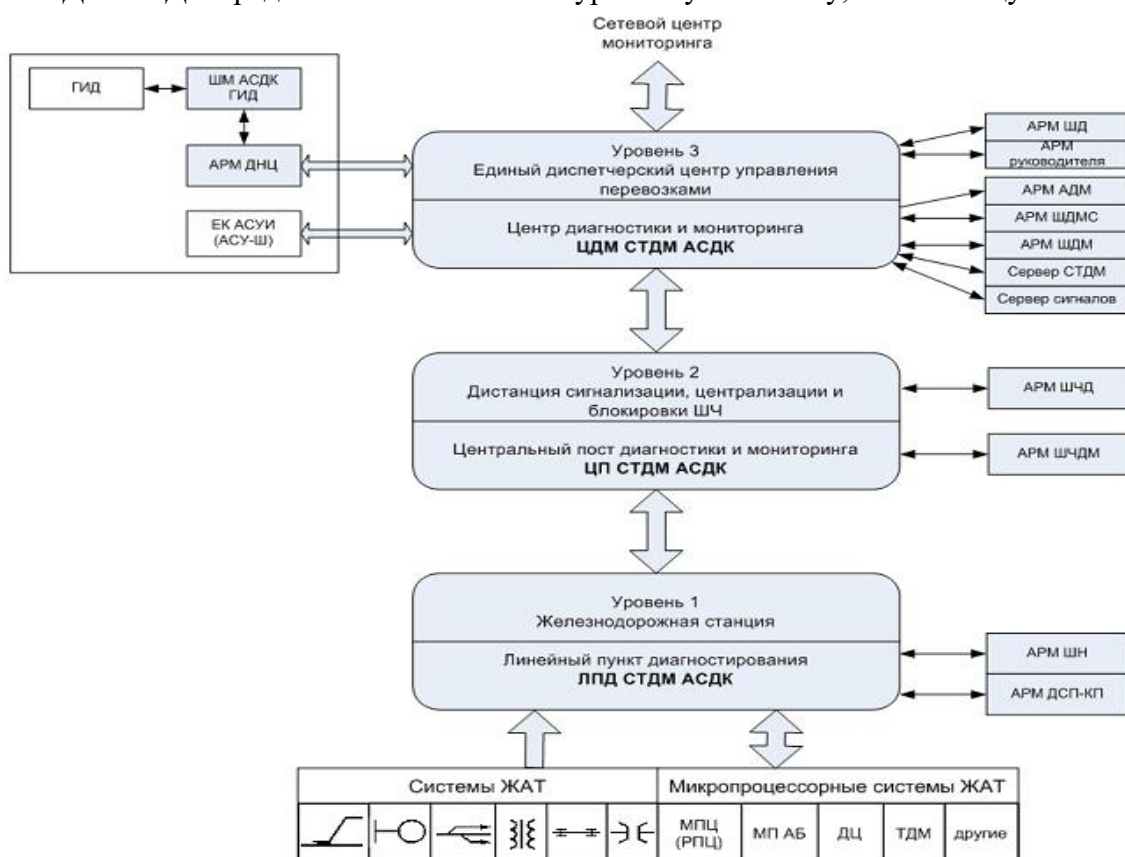 Сетевой центр
мониторинга
ГИД
ШМ АСДК
ГИД
АРМ ДНЦ
ЕК АСУИ
(АСУ-Ш)
Уровень 3
Единый диспетчерский центр управления
перевозками
Центр диагностики и мониторинга
ЦДМ СТДМ АСДК
АРМ ШД
АРМ
руководителя
АРМ АДМ
АРМ ШДМС
АРМ ШДМ
Сервер СТДМ
Сервер сигналов
Уровень 2
Дистанция сигнализации, централизации и
блокировки ШЧ
Центральный пост диагностики и мониторинга
ЦП СТДМ АСДК
АРМ ШЧД
АРМ ШЧДМ
Уровень 1
Железнодорожная станция
Линейный пункт диагностирования
ЛПД СТДМ АСДК
АРМ ШН
АРМ ДСП-КП
Системы ЖАТ
Микропроцессорные системы ЖАТ
МПЦ
(РПЦ)
МП АБ
ДЦ
ТДМ
другие